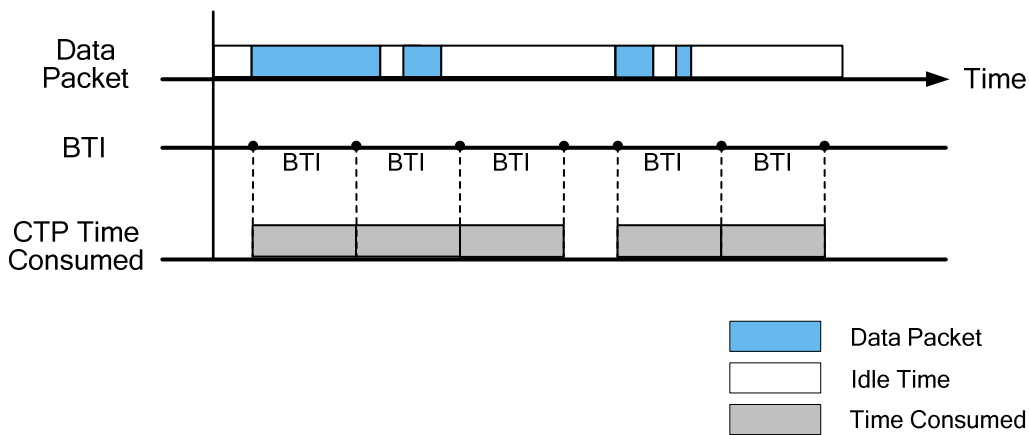 Data
Packet
Time
BTI
BTI
BTI
BTI
BTI
BTI
CTP Time
Consumed
Data Packet
Idle Time
Time Consumed